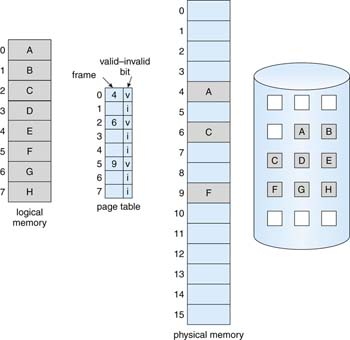 0 A
1 B
2 C
3 D
4 E
5 F
6 G
7 H
logical
memory
valid–invalid
bit
frame
0 4 v
1 i
2 6 v
3 i
4 i
5 9 v
6 i
7 i
page table
0
1
2
3
4 A
5
6 C
7
8
9 F
10
11
12
13
14
15
physical memory
A B
C D E
F G H